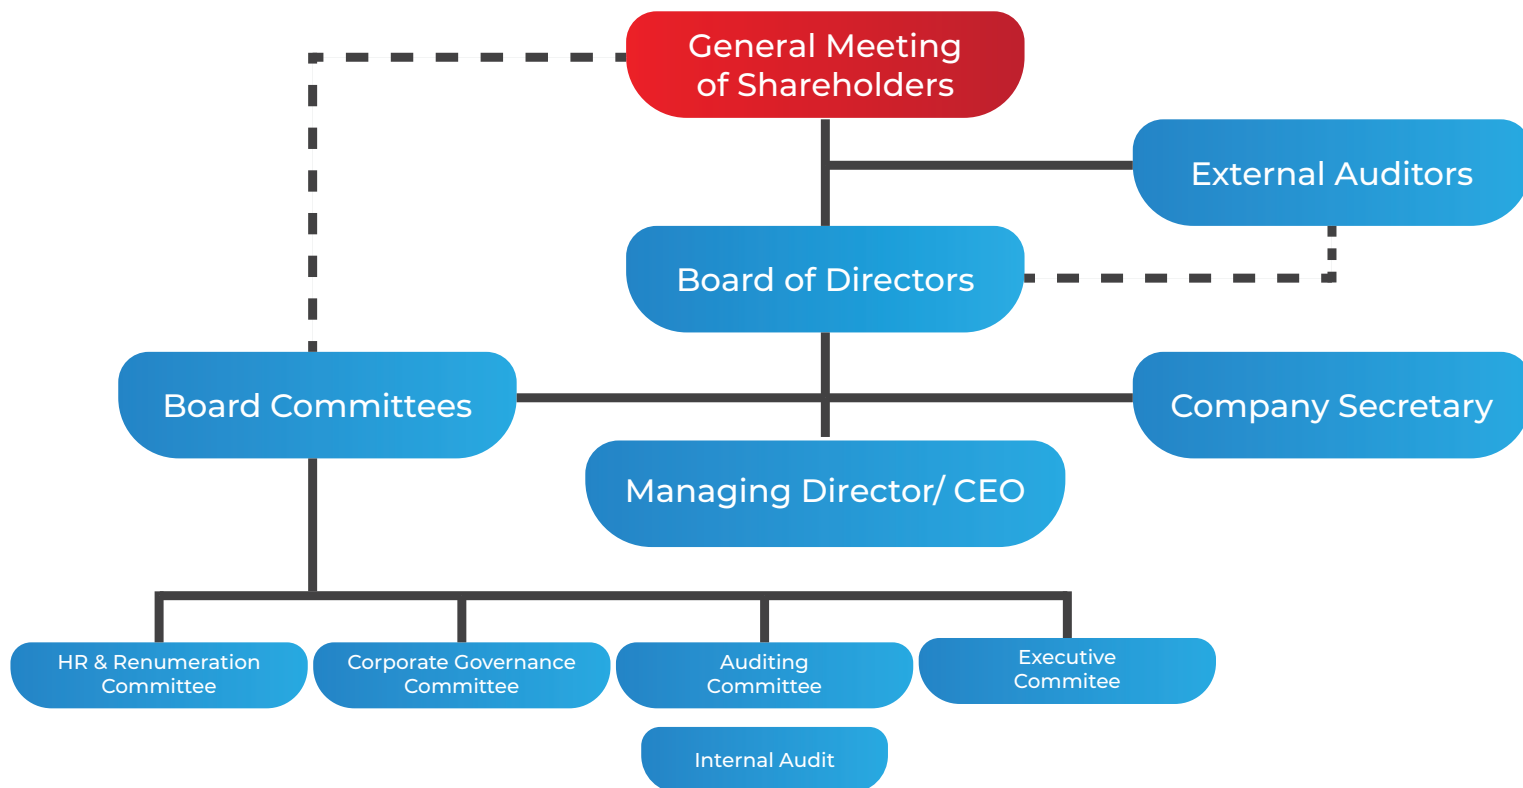 General Meeting
of Shareholders
External Auditors
Board of Directors
Board Committees
Company Secretary
Managing Director/ CEO
HR & Renumeration
Committee
Corporate Governance
Committee
Auditing
Committee
Executive
Commitee
Internal Audit